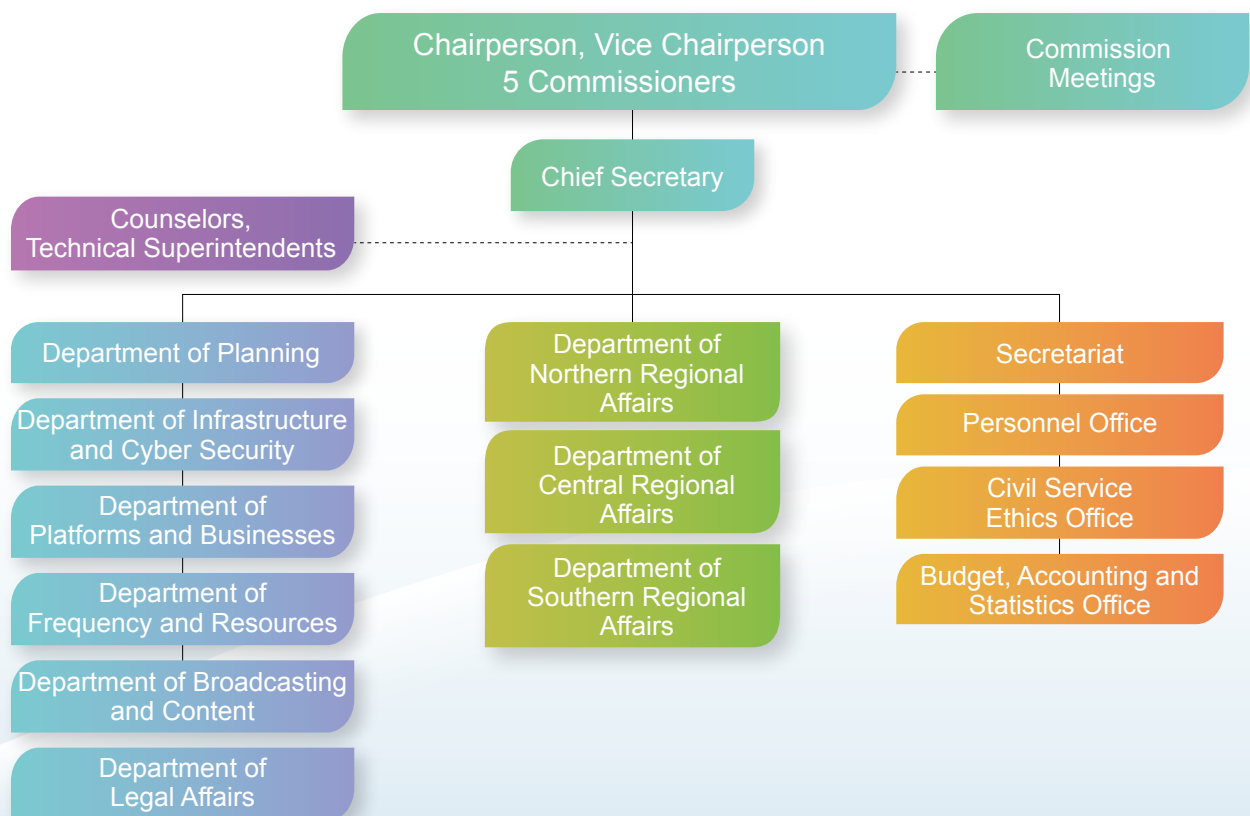 Chairperson, Vice Chairperson
5 Commissioners
Commission
Meetings
Chief Secretary
Counselors,
Technical Superintendents
Department of Planning
Department of Infrastructure
and Cyber Security
Department of
Platforms and Businesses
Department of
Frequency and Resources
Department of Broadcasting
and Content
Department of
Legal Affairs
Department of
Northern Regional
Affairs
Department of
Central Regional
Affairs
Department of
Southern Regional
Affairs
Secretariat
Personnel Office
Civil Service
Ethics Office
Budget, Accounting and
Statistics Office